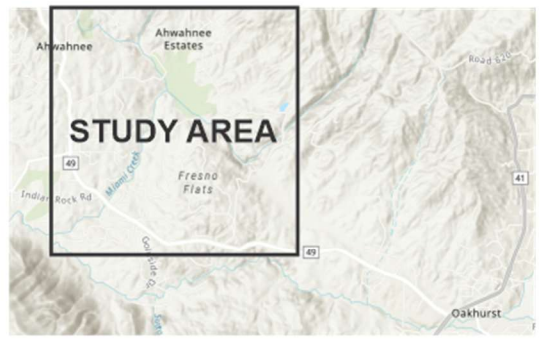 Ahwahnee
Ahwahnee
Estates
Road 620
STUDY AREA
49
Miami Creek
Fresno
Flats
41
Indian Rock Rd
49
Oakhurst